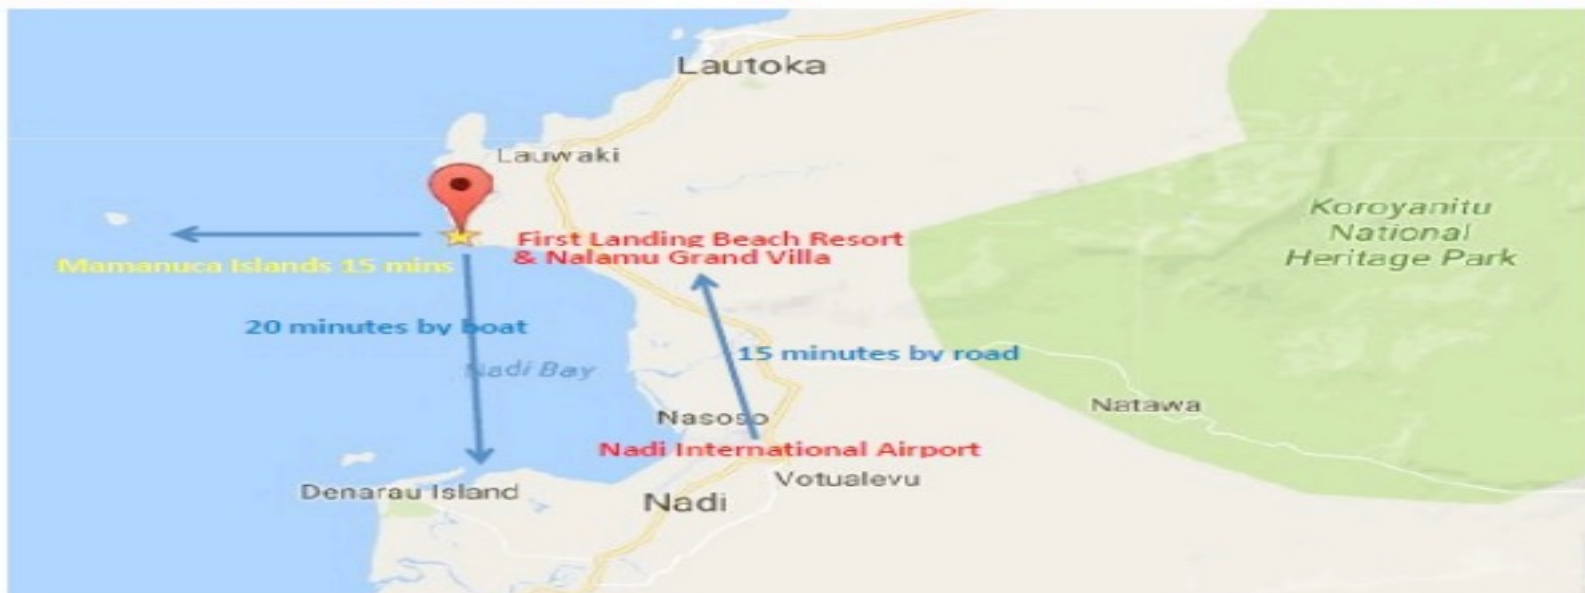 Lautoka
Lauwaki
Koroyanitu
National
Heritage Park
First Landing Beach Resort
& Nalamu Grand Villa
Mamanuca Islands 15 mins
20 minutes by boat
15 minutes by road
Nadi Bay
Natawa
Nasoso
Nadi International Airport
Votualevu
Denarau Island
Nadi